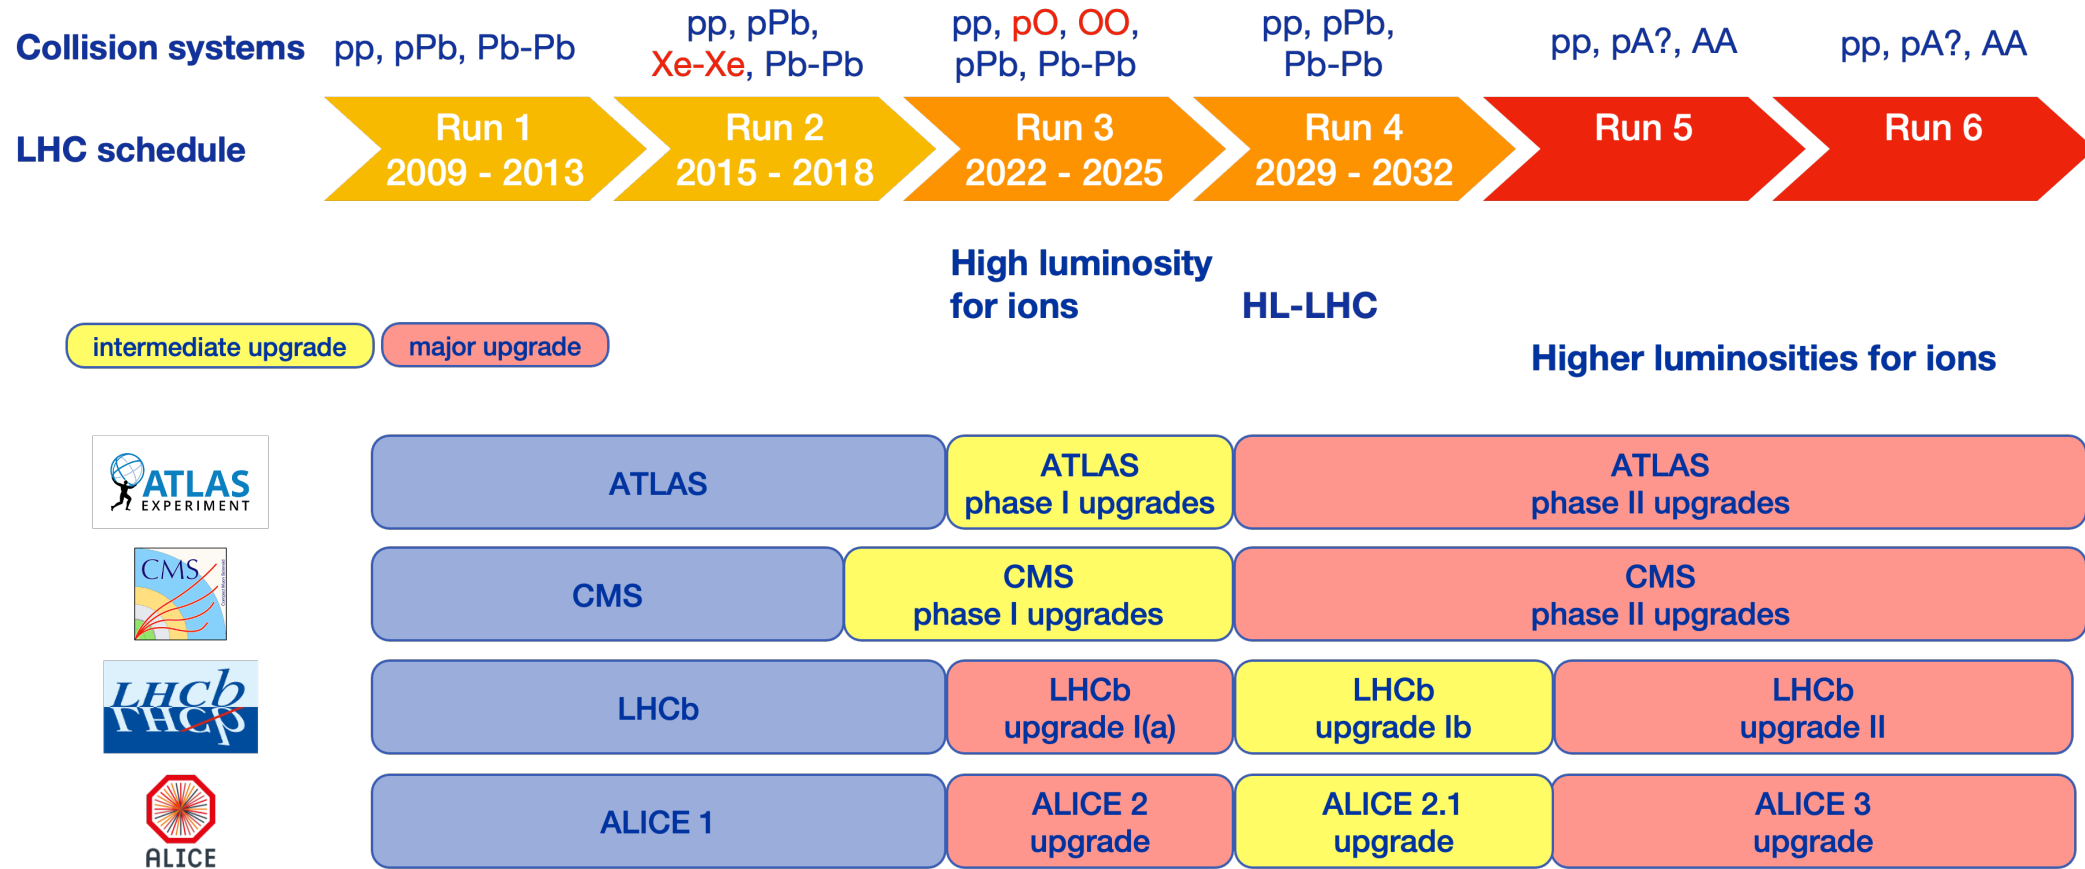 Collision systems
pp, pPb, Pb-Pb
pp, pPb,
Xe-Xe, Pb-Pb
pp, pO, OO,
pPb, Pb-Pb
pp, pPb,
Pb-Pb
pp, pA?, AA
pp, pA?, AA
LHC schedule
Run 1
2009 - 2013
Run 2
2015 - 2018
Run 3
2022 - 2025
Run 4
2029 - 2032
Run 5
Run 6
High luminosity
for ions
HL-LHC
Higher luminosities for ions
intermediate upgrade
major upgrade
ATLAS
EXPERIMENT
ATLAS
ATLAS
phase I upgrades
ATLAS
phase II upgrades
CMS
CMS
CMS
phase I upgrades
CMS
phase II upgrades
LHCb
LHCb
LHCb
LHCb
upgrade I(a)
LHCb
upgrade Ib
LHCb
upgrade II
ALICE
ALICE 1
ALICE 2
upgrade
ALICE 2.1
upgrade
ALICE 3
upgrade